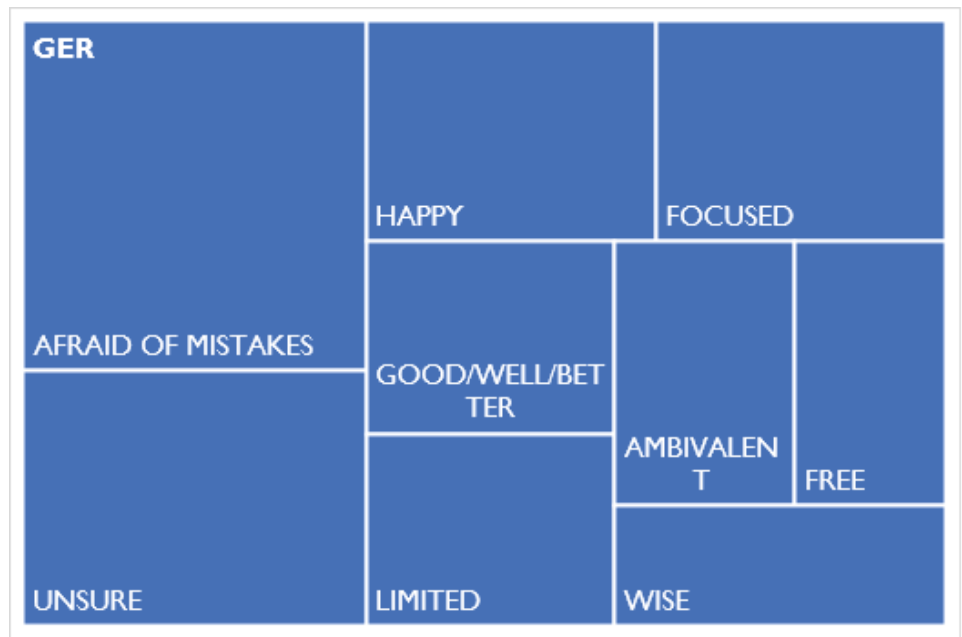 GER
AFRAID OF MISTAKES
UNSURE
HAPPY
FOCUSED
GOOD/WELL/BET
TER
LIMITED
AMBIVALEN
T
FREE
WISE